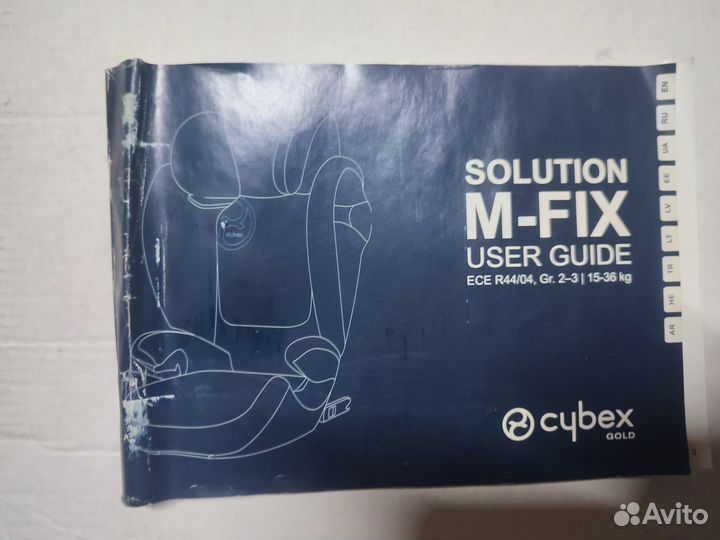 SOLUTION
M-FIX
USER GUIDE
ECE R44/04, Gr. 2–3 | 15-36 kg
cybex
GOLD
EN
RU
UA
EE
LV
LT
TR
HE
AR
Avito